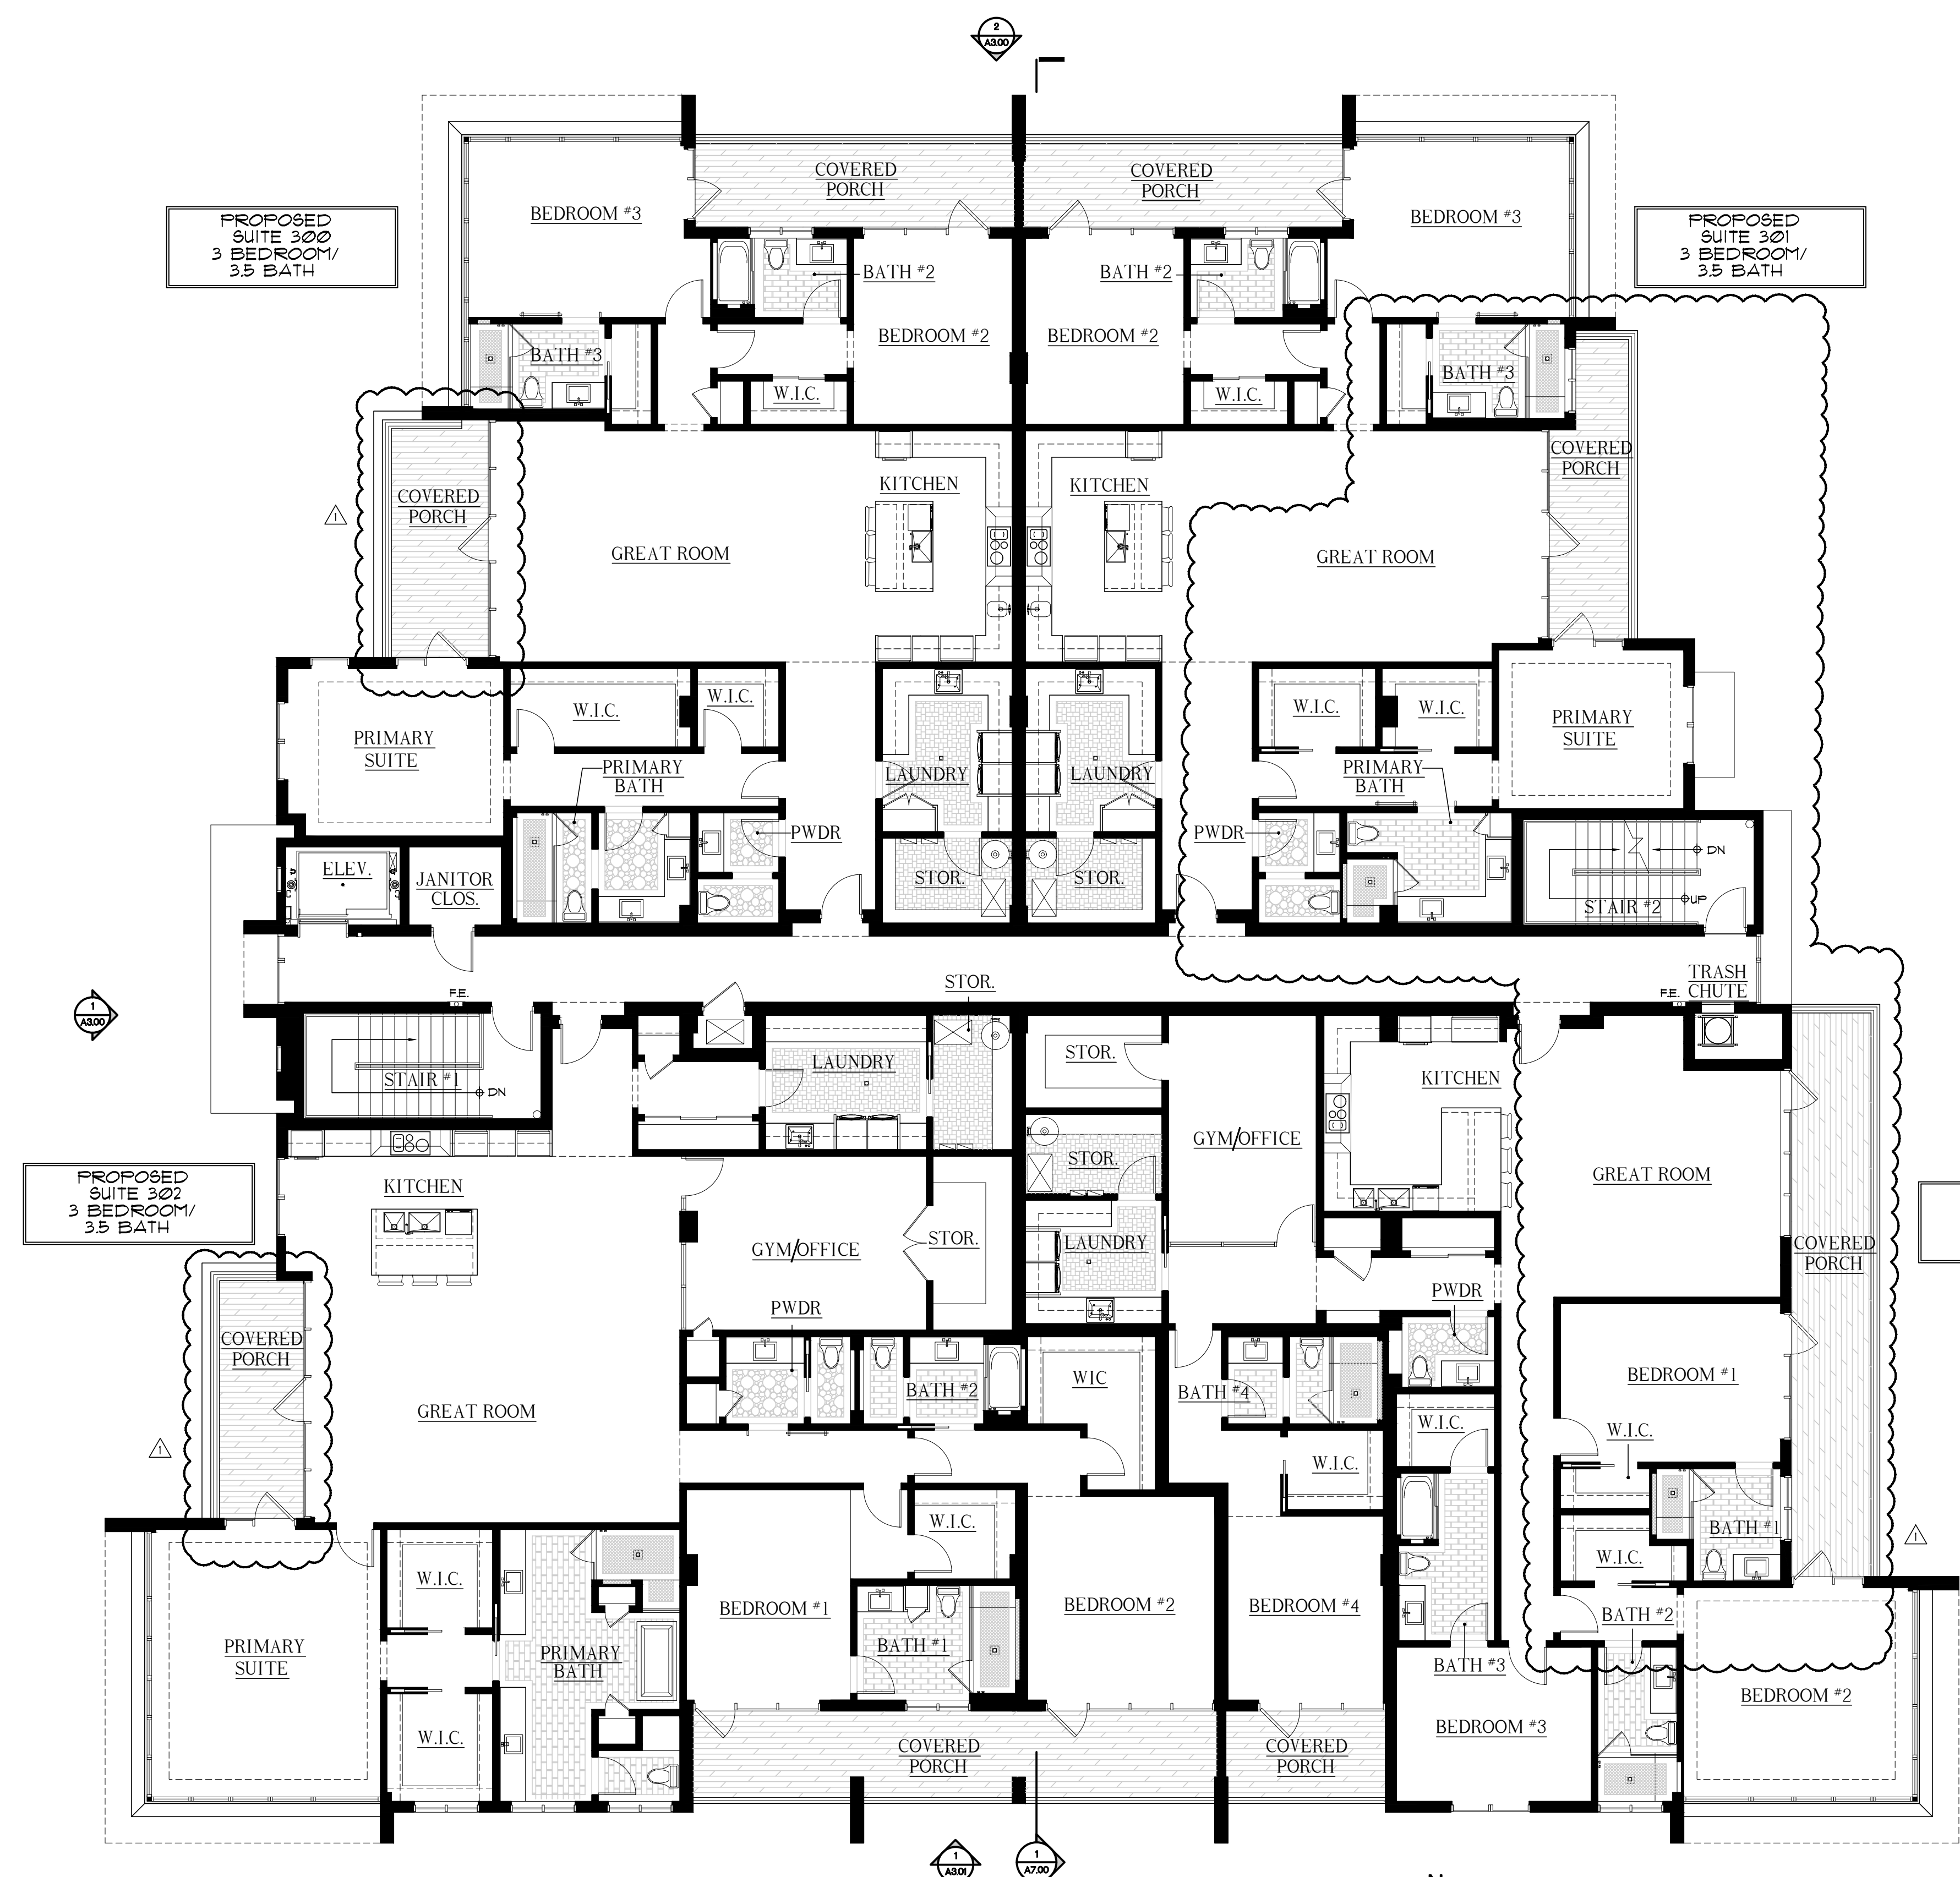 2
A3.00
COVERED
PORCH
COVERED
PORCH
BEDROOM #3
BEDROOM #3
PROPOSED
SUITE 300
3 BEDROOM/
3.5 BATH
PROPOSED
SUITE 301
3 BEDROOM/
3.5 BATH
BATH #2
BATH #2
BEDROOM #2
BEDROOM #2
BATH #3
BATH #3
W.I.C.
W.I.C.
COVERED
PORCH
COVERED
PORCH
1
KITCHEN
KITCHEN
GREAT ROOM
GREAT ROOM
W.I.C.
W.I.C.
W.I.C.
W.I.C.
PRIMARY
SUITE
PRIMARY
SUITE
PRIMARY
BATH
LAUNDRY
LAUNDRY
PRIMARY
BATH
PWDR
PWDR
ELEV.
JANITOR
CLOS.
STOR.
STOR.
DN
UP
STAIR #2
STOR.
TRASH
CHUTE
F.E.
F.E.
1
A3.00
STAIR #1
DN
LAUNDRY
STOR.
KITCHEN
GYM/OFFICE
STOR.
GREAT ROOM
PROPOSED
SUITE 302
3 BEDROOM/
3.5 BATH
KITCHEN
GYM/OFFICE
STOR.
LAUNDRY
COVERED
PORCH
PWDR
PWDR
COVERED
PORCH
BATH #2
WIC
BATH #4
BEDROOM #1
GREAT ROOM
W.I.C.
W.I.C.
1
W.I.C.
W.I.C.
BATH #1
1
W.I.C.
W.I.C.
BEDROOM #1
BEDROOM #2
BEDROOM #4
BATH #2
PRIMARY
SUITE
PRIMARY
BATH
BATH #1
BATH #3
BEDROOM #2
W.I.C.
BEDROOM #3
COVERED
PORCH
COVERED
PORCH
1
A3.01
1
A7.00